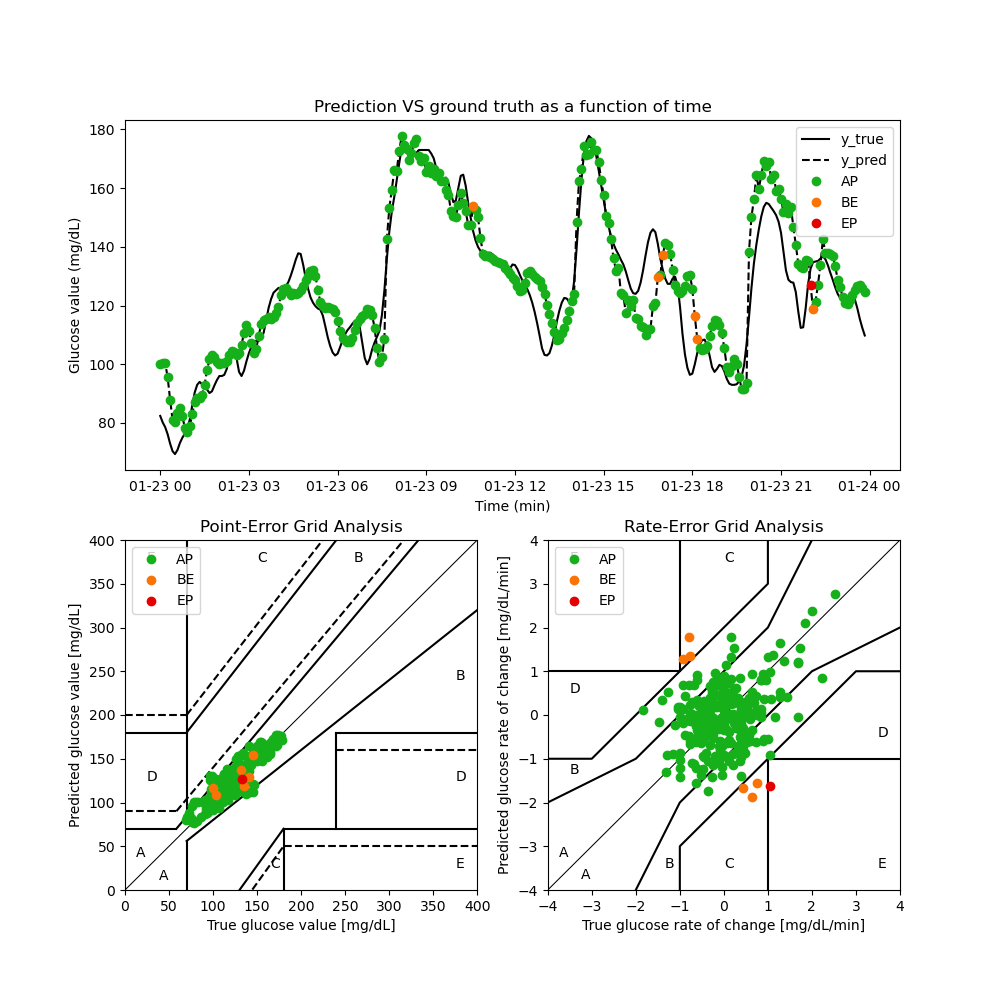 Prediction VS ground truth as a function of time
Glucose value (mg/dL)
180
160
140
120
100
80
y_true
y_pred
AP
BE
EP
01-23 00 01-23 03 01-23 06 01-23 09 01-23 12 01-23 15 01-23 18 01-23 21 01-24 00
Time (min)
Point-Error Grid Analysis
Predicted glucose value [mg/dL]
400
350
300
250
200
150
100
50
0
AP
BE
EP
C
B
B
D
D
A
A
C
E
0 50 100 150 200 250 300 350 400
True glucose value [mg/dL]
Rate-Error Grid Analysis
Predicted glucose rate of change [mg/dL/min]
4
3
2
1
0
−1
−2
−3
−4
AP
BE
EP
C
D
D
B
A
A
B
C
E
−4 −3 −2 −1 0 1 2 3 4
True glucose rate of change [mg/dL/min]